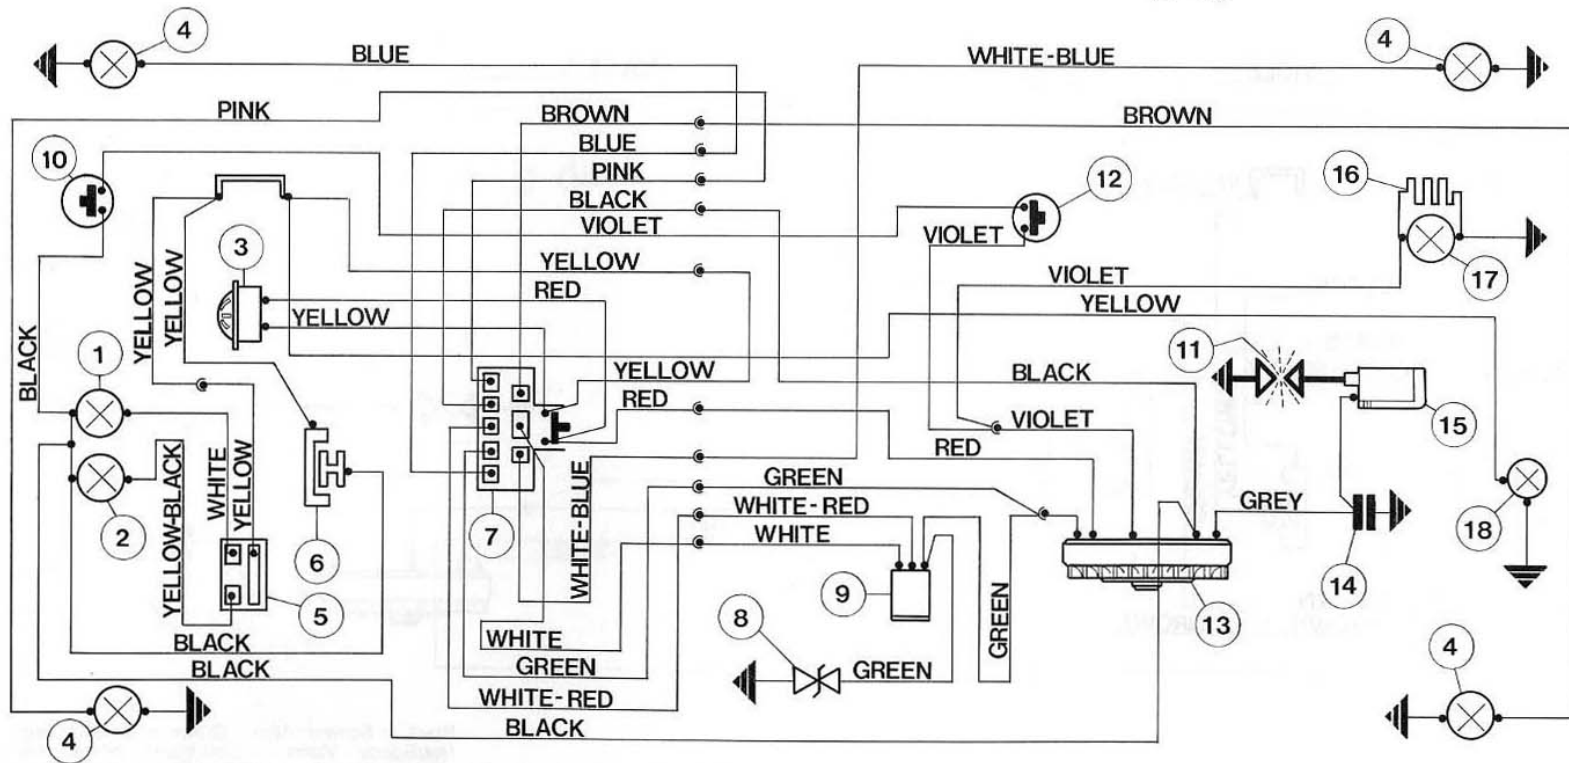 4
BLUE
WHITE-BLUE
4
PINK
BROWN
BROWN
BLUE
10
PINK
12
16
BLACK
VIOLET
VIOLET
3
YELLOW
VIOLET
17
RED
YELLOW
YELLOW
YELLOW
YELLOW
BLACK
1
11
YELLOW
BLACK
RED
VIOLET
15
RED
GREEN
WHITE
YELLOW
WHITE-BLUE
WHITE-RED
GREY
2
6
7
WHITE
18
YELLOW-BLACK
14
9
5
8
13
GREEN
BLACK
WHITE
GREEN
GREEN
4
BLACK
WHITE-RED
4
BLACK